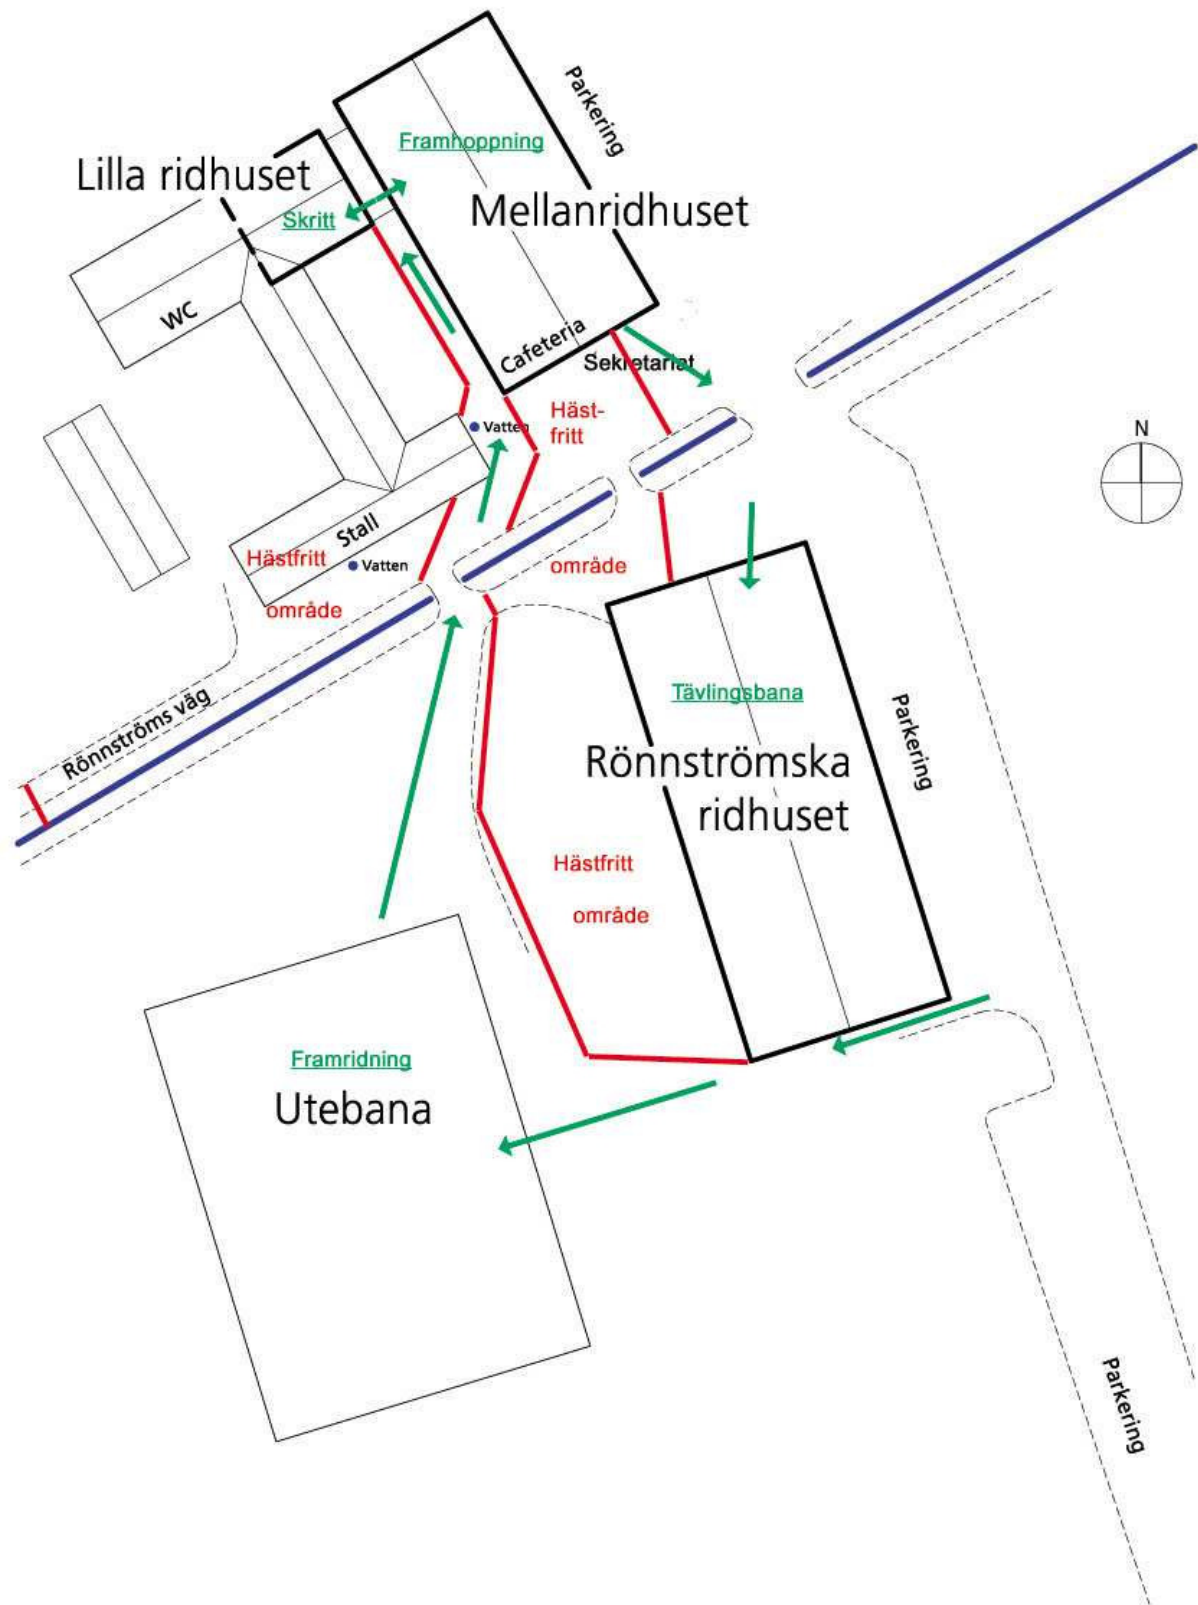 Parkering
Framhoppning
Lilla ridhuset
Skritt
Mellanridhuset
WC
Cafeteria
Sekretariat
Häst-
fritt
Vatten
N
Stall
Hästfritt
Vatten
område
område
Rönnströms väg
Tävlingsbana
Parkering
Rönnströmska
ridhuset
Hästfritt
område
Framridning
Utebana
Parkering